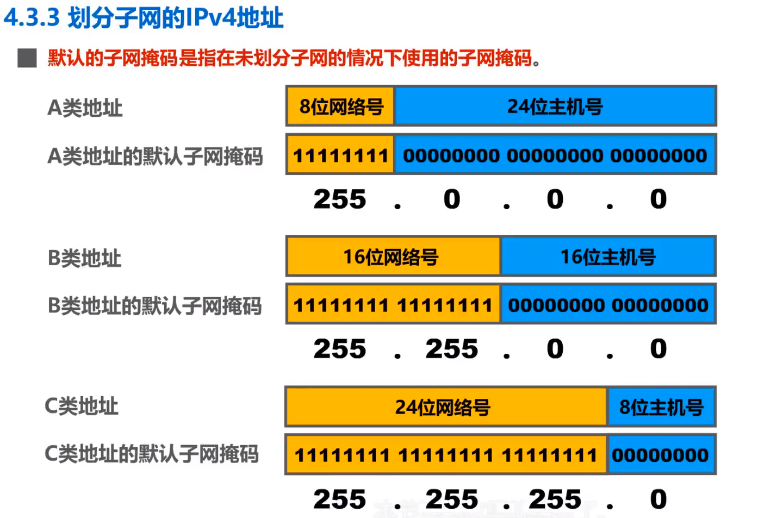 4.3.3 划分子网的IPv4地址
默认的子网掩码是指在未划分子网的情况下使用的子网掩码。
A类地址 8位网络号 24位主机号
A类地址的默认子网掩码 11111111 00000000 00000000 00000000
255 . 0 . 0 . 0
B类地址 16位网络号 16位主机号
B类地址的默认子网掩码 11111111 11111111 00000000 00000000
255 . 255 . 0 . 0
C类地址 24位网络号 8位主机号
C类地址的默认子网掩码 11111111 11111111 11111111 00000000
255 . 255 . 255 . 0